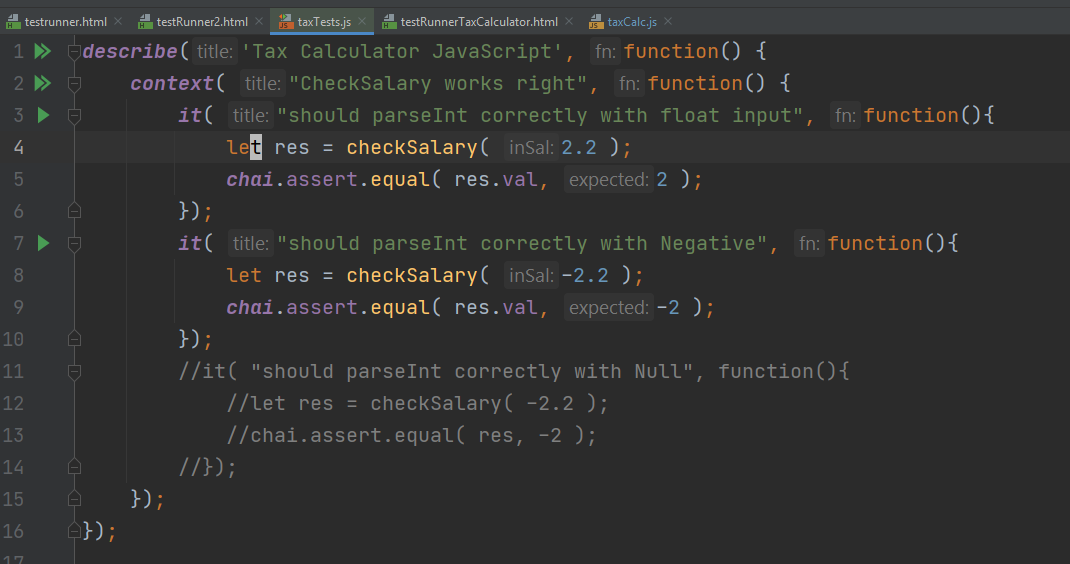 testrunner.html testRunner2.html taxTests.js testRunnerTaxCalculator.html taxCalc.js
1 describe( title: 'Tax Calculator JavaScript', fn: function() {
2 context( title: "CheckSalary works right", fn: function() {
3 it( title: "should parseInt correctly with float input", fn: function(){
4 let res = checkSalary( inSal: 2.2 );
5 chai.assert.equal( res.val, expected: 2 );
6 });
7 it( title: "should parseInt correctly with Negative", fn: function(){
8 let res = checkSalary( inSal: -2.2 );
9 chai.assert.equal( res.val, expected: -2 );
10 });
11 //it( "should parseInt correctly with Null", function(){
12 //let res = checkSalary( -2.2 );
13 //chai.assert.equal( res, -2 );
14 //});
15 });
16 });
17